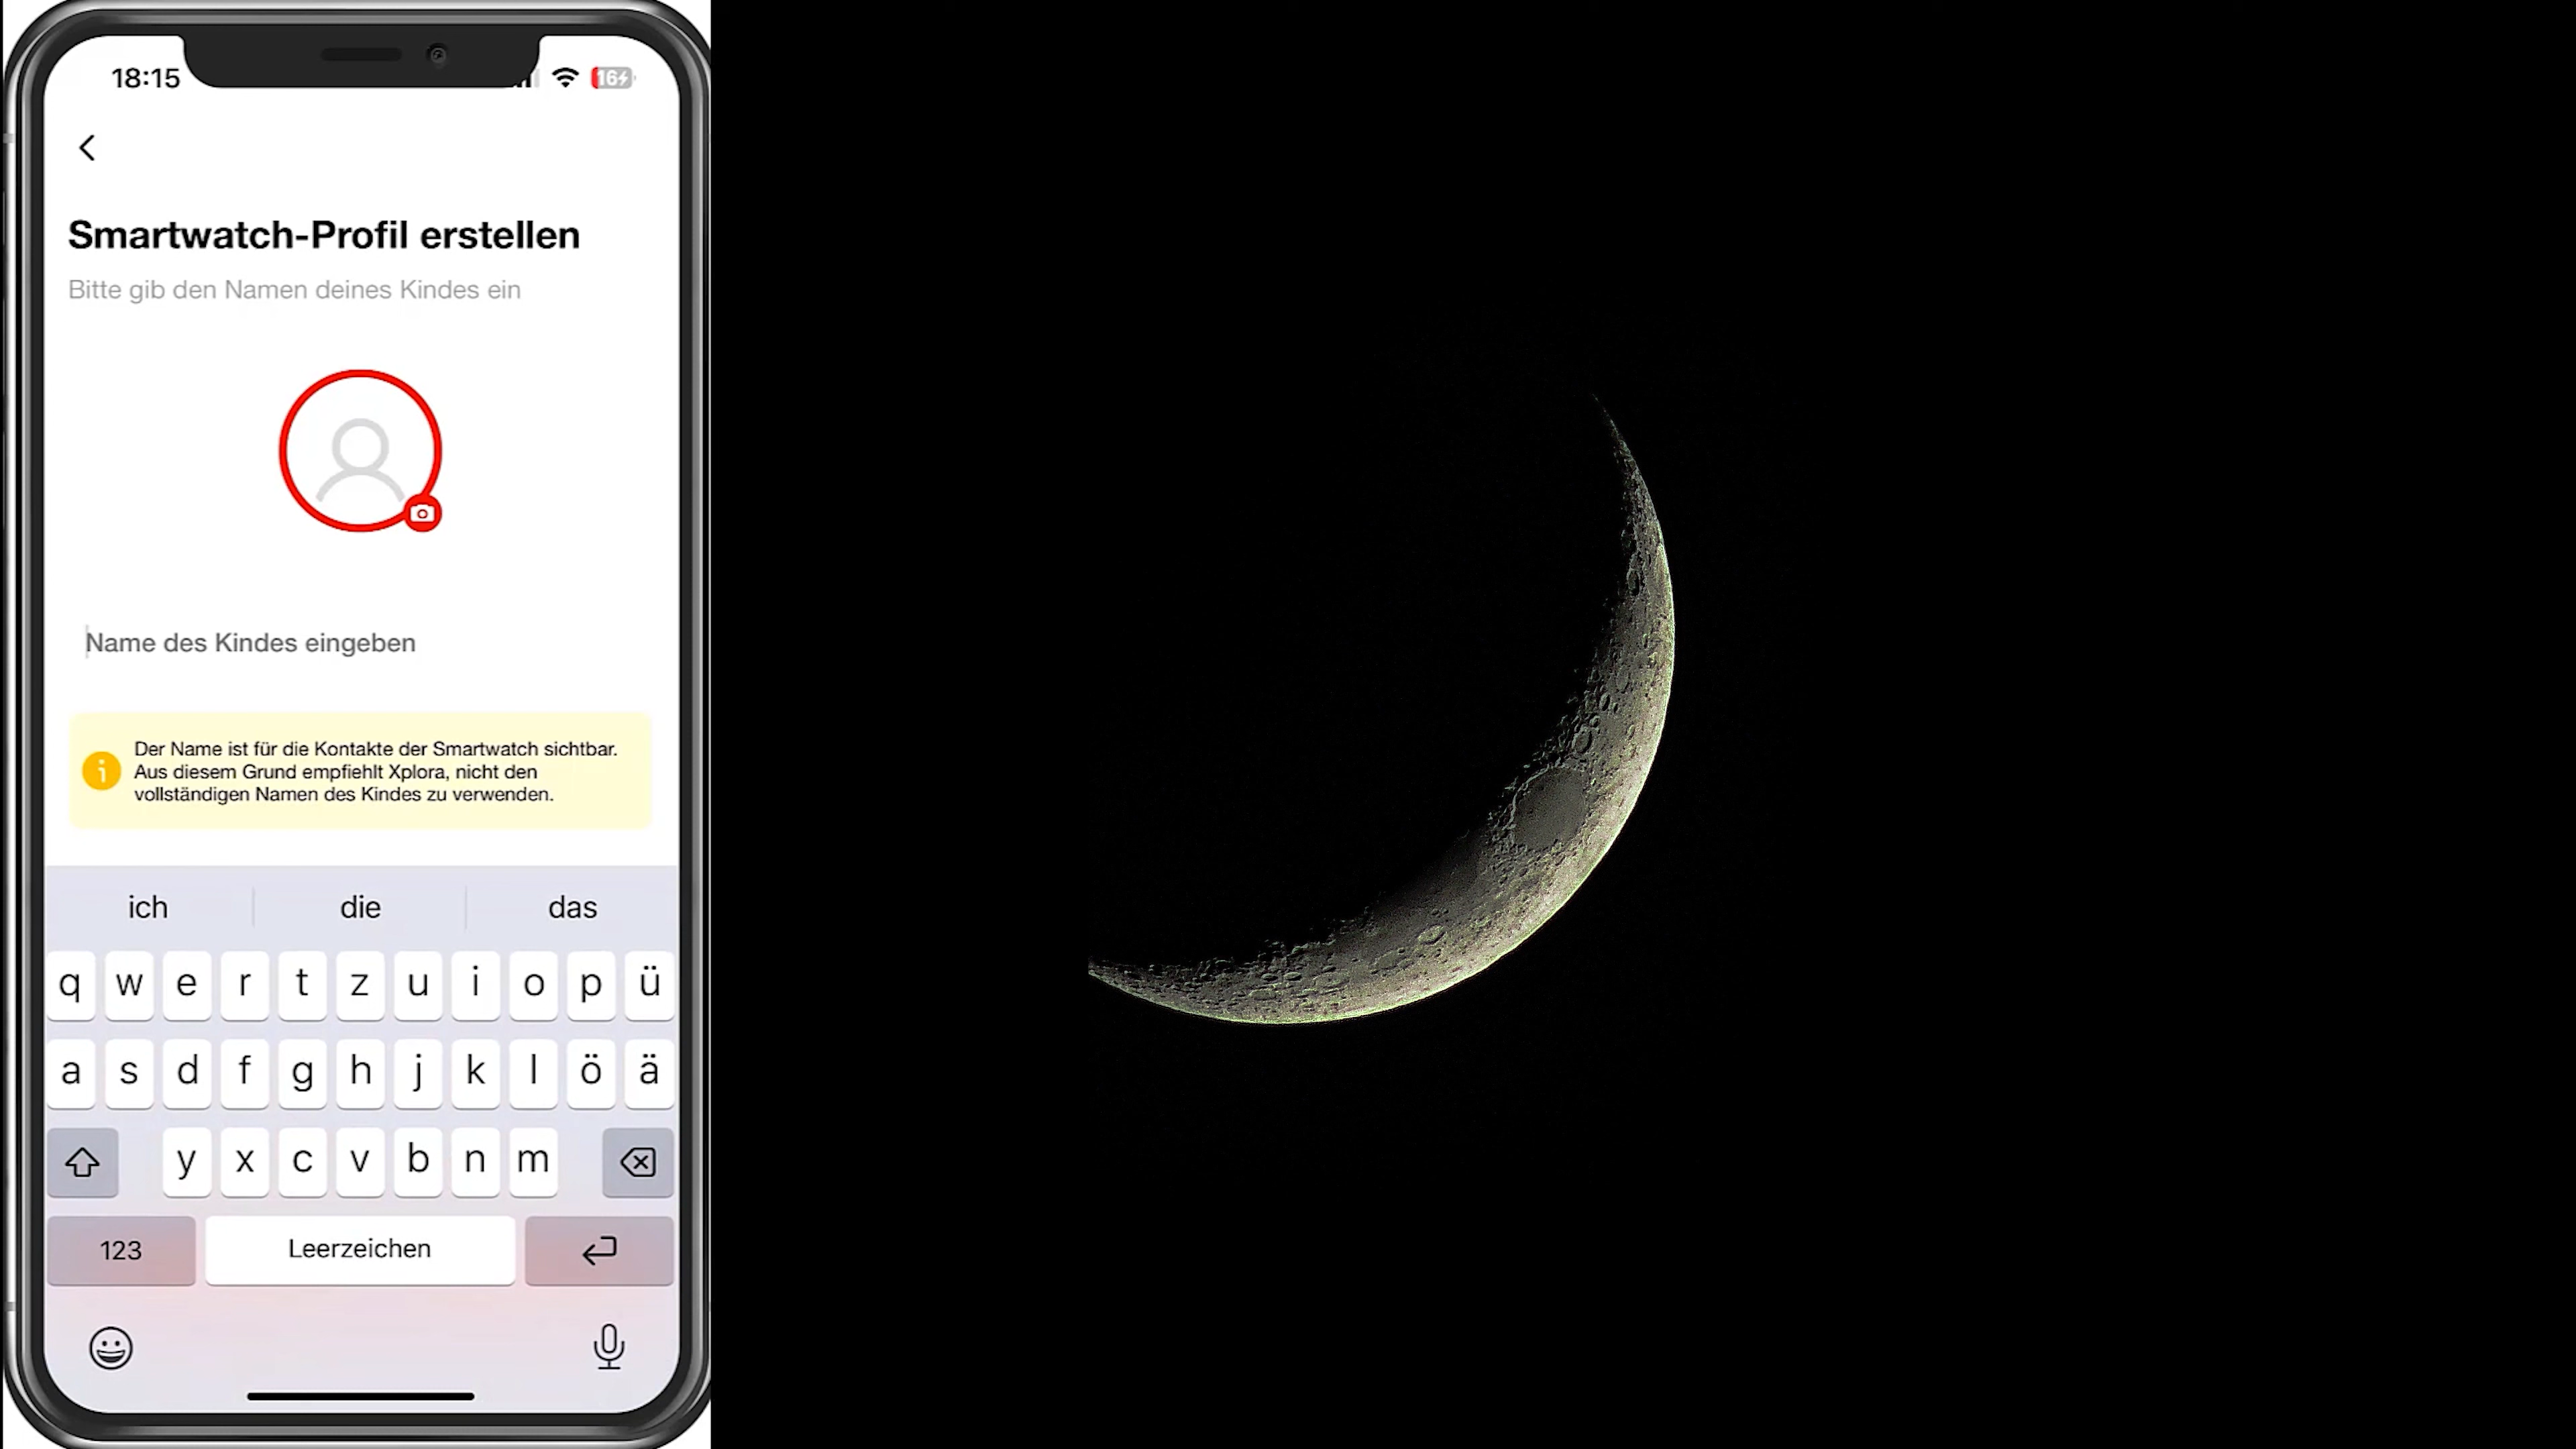 18:15
16
Smartwatch-Profil erstellen
Bitte gib den Namen deines Kindes ein
Name des Kindes eingeben
Der Name ist für die Kontakte der Smartwatch sichtbar.
Aus diesem Grund empfiehlt Xplora, nicht den
vollständigen Namen des Kindes zu verwenden.
ich die das
q w e r t z u i o p ü
a s d f g h j k l ö ä
y x c v b n m
123 Leerzeichen